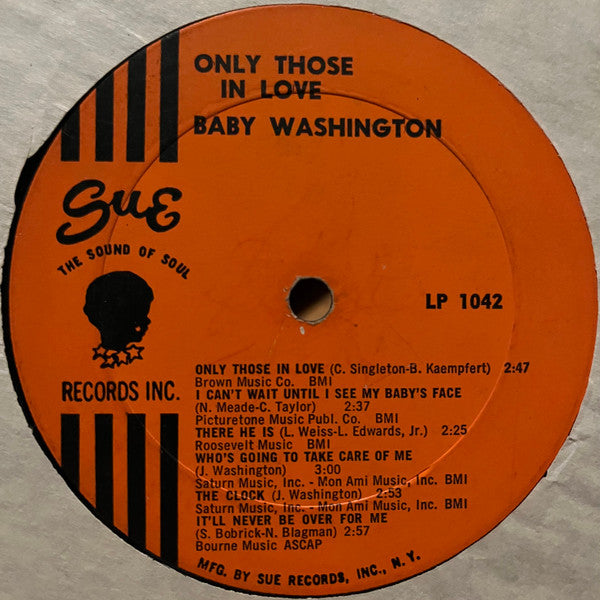 ONLY THOSE
IN LOVE
BABY WASHINGTON
Sue
THE SOUND OF SOUL
RECORDS INC.
LP 1042
ONLY THOSE IN LOVE (C. Singleton-B. Kaempfert) 2:47
Brown Music Co. BMI
I CAN'T WAIT UNTIL I SEE MY BABY'S FACE
(N. Meade-C. Taylor) 2:37
Picturetone Music Publ. Co. BMI
THERE HE IS (L. Weiss-L. Edwards, Jr.) 2:25
Roosevelt Music BMI
WHO'S GOING TO TAKE CARE OF ME
(J. Washington) 3:00
Saturn Music, Inc. - Mon Ami Music, Inc. BMI
THE CLOCK (J. Washington) 2:53
Saturn Music, Inc. - Mon Ami Music, Inc. BMI
IT'LL NEVER BE OVER FOR ME
(S. Bobrick-N. Blagman) 2:57
Bourne Music ASCAP
MFG. BY SUE RECORDS, INC., N.Y.